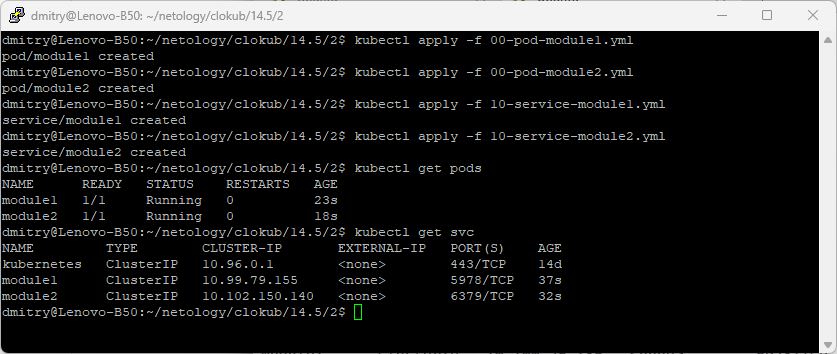 dmitry@Lenovo-B50: ~/netology/clokub/14.5/2
dmitry@Lenovo-B50:~/netology/clokub/14.5/2$ kubectl apply -f 00-pod-module1.yml
pod/module1 created
dmitry@Lenovo-B50:~/netology/clokub/14.5/2$ kubectl apply -f 00-pod-module2.yml
pod/module2 created
dmitry@Lenovo-B50:~/netology/clokub/14.5/2$ kubectl apply -f 10-service-module1.yml
service/module1 created
dmitry@Lenovo-B50:~/netology/clokub/14.5/2$ kubectl apply -f 10-service-module2.yml
service/module2 created
dmitry@Lenovo-B50:~/netology/clokub/14.5/2$ kubectl get pods
NAME      READY   STATUS    RESTARTS   AGE
module1   1/1     Running   0          23s
module2   1/1     Running   0          18s
dmitry@Lenovo-B50:~/netology/clokub/14.5/2$ kubectl get svc
NAME         TYPE        CLUSTER-IP       EXTERNAL-IP   PORT(S)    AGE
kubernetes   ClusterIP   10.96.0.1        <none>        443/TCP    14d
module1      ClusterIP   10.99.79.155     <none>        5978/TCP   37s
module2      ClusterIP   10.102.150.140   <none>        6379/TCP   32s
dmitry@Lenovo-B50:~/netology/clokub/14.5/2$